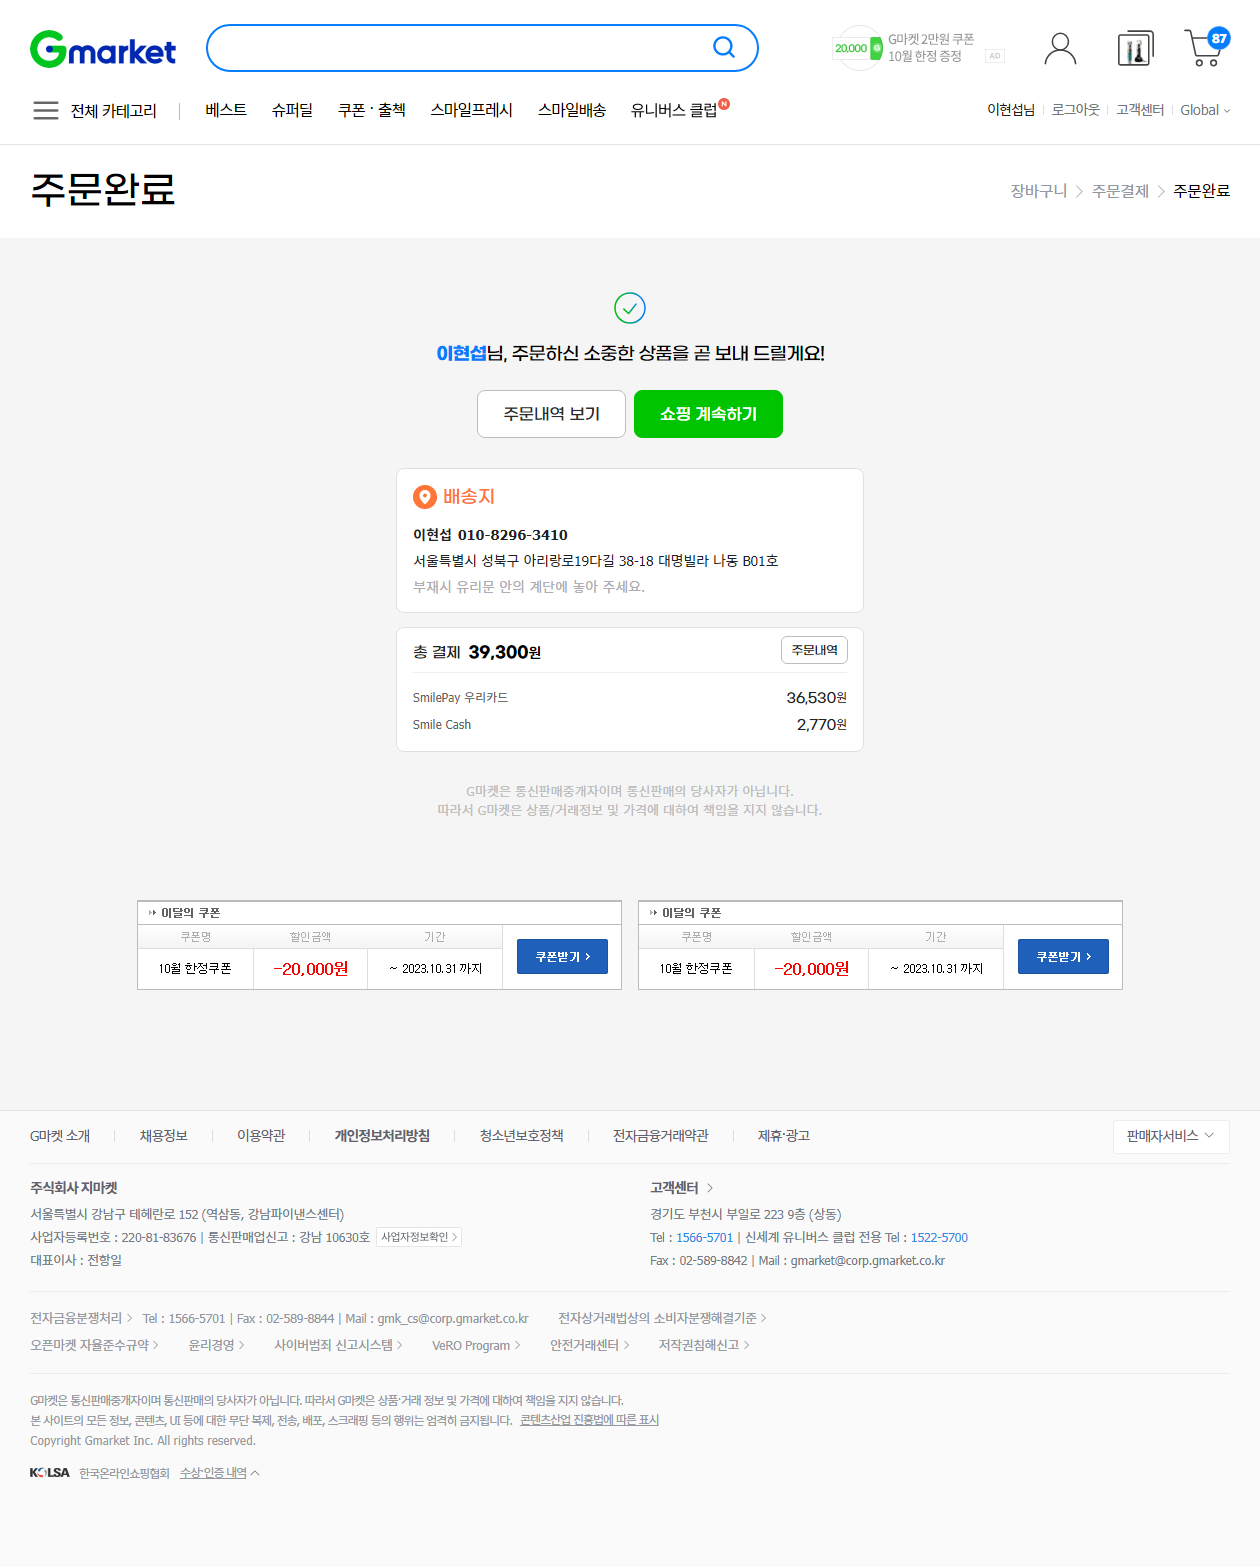 Gmarket
20,000 G
G마켓 2만원 쿠폰
10월 한정 증정
AD
87
전체 카테고리
베스트 슈퍼딜 쿠폰·출첵 스마일프레시 스마일배송 유니버스 클럽 N
이현섭님 로그아웃 고객센터 Global
주문완료
장바구니 > 주문결제 > 주문완료
이현섭님, 주문하신 소중한 상품을 곧 보내 드릴게요!
주문내역 보기 쇼핑 계속하기
배송지
이현섭 010-8296-3410
서울특별시 성북구 아리랑로19다길 38-18 대명빌라 나동 B01호
부재시 유리문 안의 계단에 놓아 주세요.
총 결제 39,300원 주문내역
SmilePay 우리카드 36,530원
Smile Cash 2,770원
G마켓은 통신판매중개자이며 통신판매의 당사자가 아닙니다.
따라서 G마켓은 상품/거래정보 및 가격에 대하여 책임을 지지 않습니다.
이달의 쿠폰
쿠폰명 할인금액 기간
10월 한정쿠폰 -20,000원 ~ 2023.10.31 까지
쿠폰받기 >
이달의 쿠폰
쿠폰명 할인금액 기간
10월 한정쿠폰 -20,000원 ~ 2023.10.31 까지
쿠폰받기 >
G마켓 소개 채용정보 이용약관 개인정보처리방침 청소년보호정책 전자금융거래약관 제휴·광고 판매자서비스
주식회사 지마켓
서울특별시 강남구 테헤란로 152 (역삼동, 강남파이낸스센터)
사업자등록번호 : 220-81-83676 | 통신판매업신고 : 강남 10630호 사업자정보확인 >
대표이사 : 전항일
고객센터 >
경기도 부천시 부일로 223 9층 (상동)
Tel : 1566-5701 | 신세계 유니버스 클럽 전용 Tel : 1522-5700
Fax : 02-589-8842 | Mail : gmarket@corp.gmarket.co.kr
전자금융분쟁처리 > Tel : 1566-5701 | Fax : 02-589-8844 | Mail : gmk_cs@corp.gmarket.co.kr 전자상거래법상의 소비자분쟁해결기준 >
오픈마켓 자율준수규약 > 윤리경영 > 사이버범죄 신고시스템 > VeRO Program > 안전거래센터 > 저작권침해신고 >
G마켓은 통신판매중개자이며 통신판매의 당사자가 아닙니다. 따라서 G마켓은 상품·거래 정보 및 가격에 대하여 책임을 지지 않습니다.
본 사이트의 모든 정보, 콘텐츠, UI 등에 대한 무단 복제, 전송, 배포, 스크래핑 등의 행위는 엄격히 금지됩니다. 콘텐츠산업 진흥법에 따른 표시
Copyright Gmarket Inc. All rights reserved.
KOLSA 한국온라인쇼핑협회 수상·인증 내역